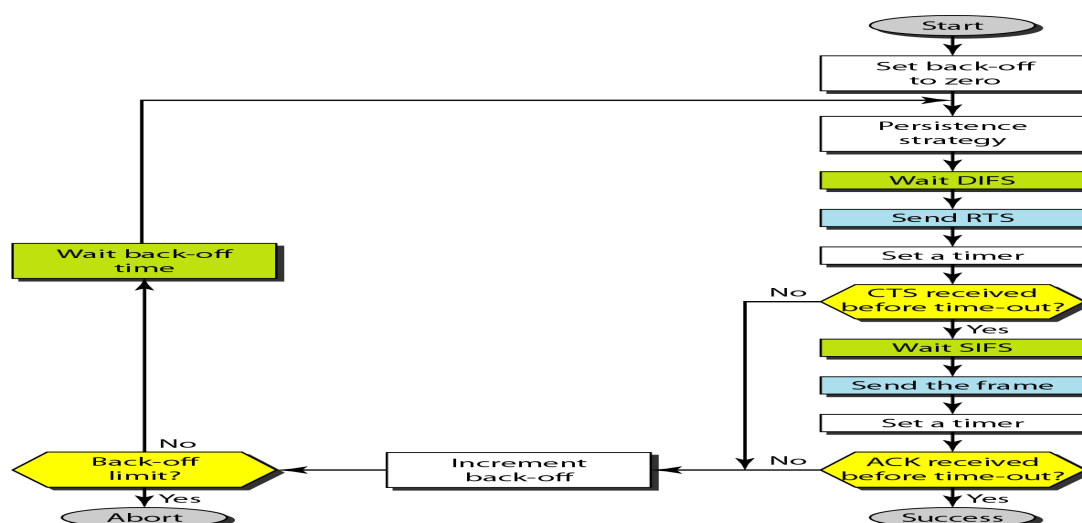 Start
Set back-off
to zero
Persistence
strategy
Wait DIFS
Send RTS
Set a timer
CTS received
before time-out?
No
Yes
Wait SIFS
Send the frame
Set a timer
ACK received
before time-out?
No
Yes
Success
Increment
back-off
Back-off
limit?
No
Yes
Abort
Wait back-off
time